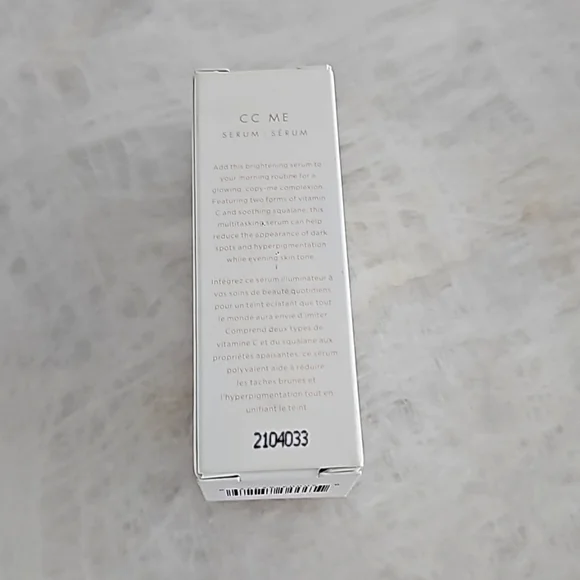 CC ME
SERUM | SÉRUM
Add this brightening serum to
your morning routine for a
glowing, copy-me complexion.
Featuring two forms of vitamin
C and soothing squalane, this
multitasking serum can help
reduce the appearance of dark
spots and hyperpigmentation
while evening skin tone.
Intégrez ce sérum illuminateur à
vos soins de beauté quotidiens
pour un teint éclatant que tout
le monde aura envie d'imiter.
Comprend deux types de
vitamine C et du squalane aux
propriétés apaisantes, ce sérum
polyvalent aide à réduire
les taches brunes et
l'hyperpigmentation tout en
unifiant le teint.
2104033